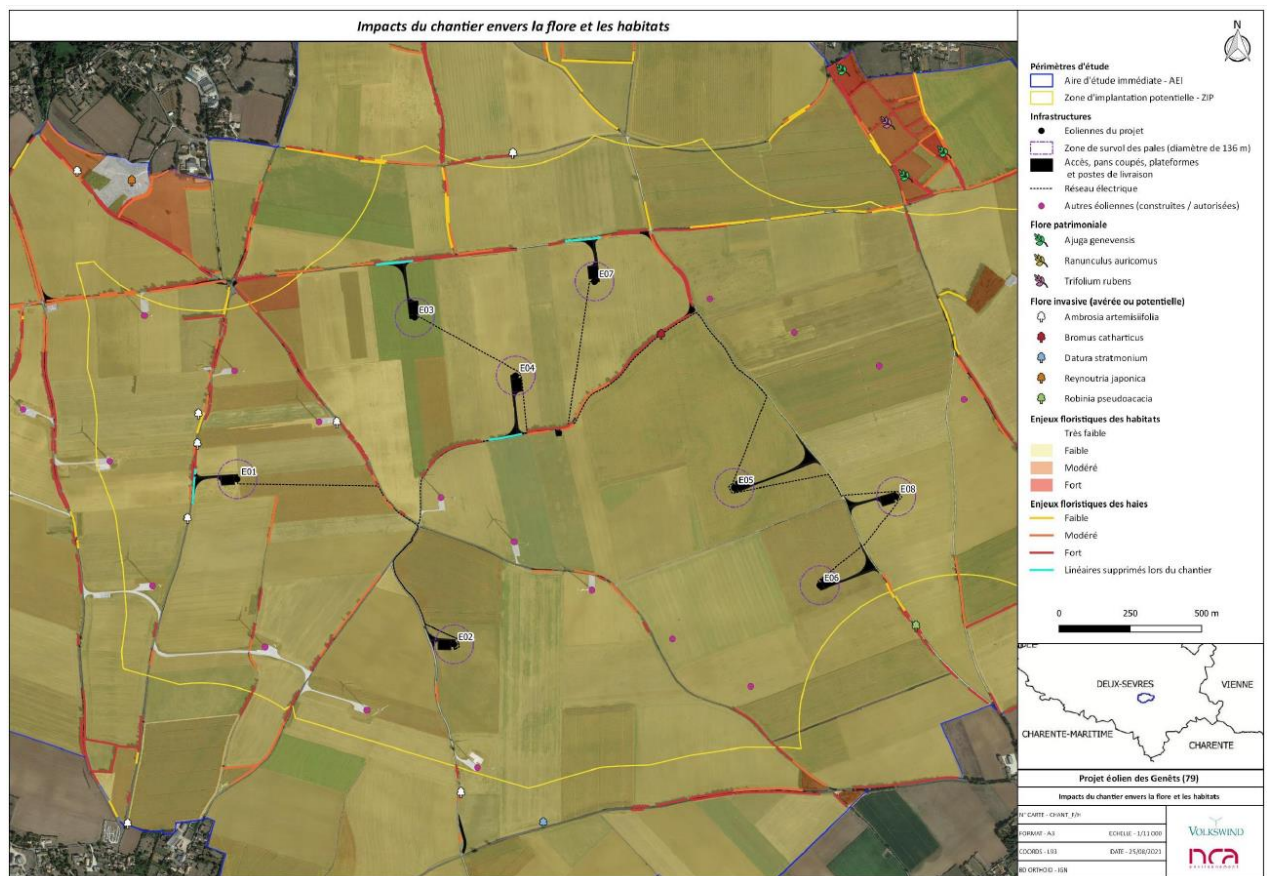 Impacts du chantier envers la flore et les habitats
N
Périmètres d'étude
Aire d'étude immédiate - AEI
Zone d'implantation potentielle - ZIP
Infrastructures
Eoliennes du projet
Zone de survol des pales (diamètre de 136 m)
Accès, pans coupés, plateformes
et postes de livraison
Réseau électrique
Autres éoliennes (construites / autorisées)
Flore patrimoniale
Ajuga genevensis
Ranunculus auricomus
Trifolium rubens
Flore invasive (avérée ou potentielle)
Ambrosia artemisiifolia
Bromus catharticus
Datura stratmonium
Reynoutria japonica
Robinia pseudoacacia
Enjeux floristiques des habitats
Très faible
Faible
Modéré
Fort
Enjeux floristiques des haies
Faible
Modéré
Fort
Linéaires supprimés lors du chantier
0 250 500 m
E07
E03
E04
E01
E05
E08
E06
E02
DEUX-SEVRES
VIENNE
CHARENTE-MARITIME
CHARENTE
Projet éolien des Genêts (79)
Impacts du chantier envers la flore et les habitats
N° CARTE - CHANT_F/H
FORMAT - A3 ECHELLE - 1/11 000
COORDS - L93 DATE - 25/08/2021
BD ORTHO® - IGN
VOLKSWIND
nca
environnement